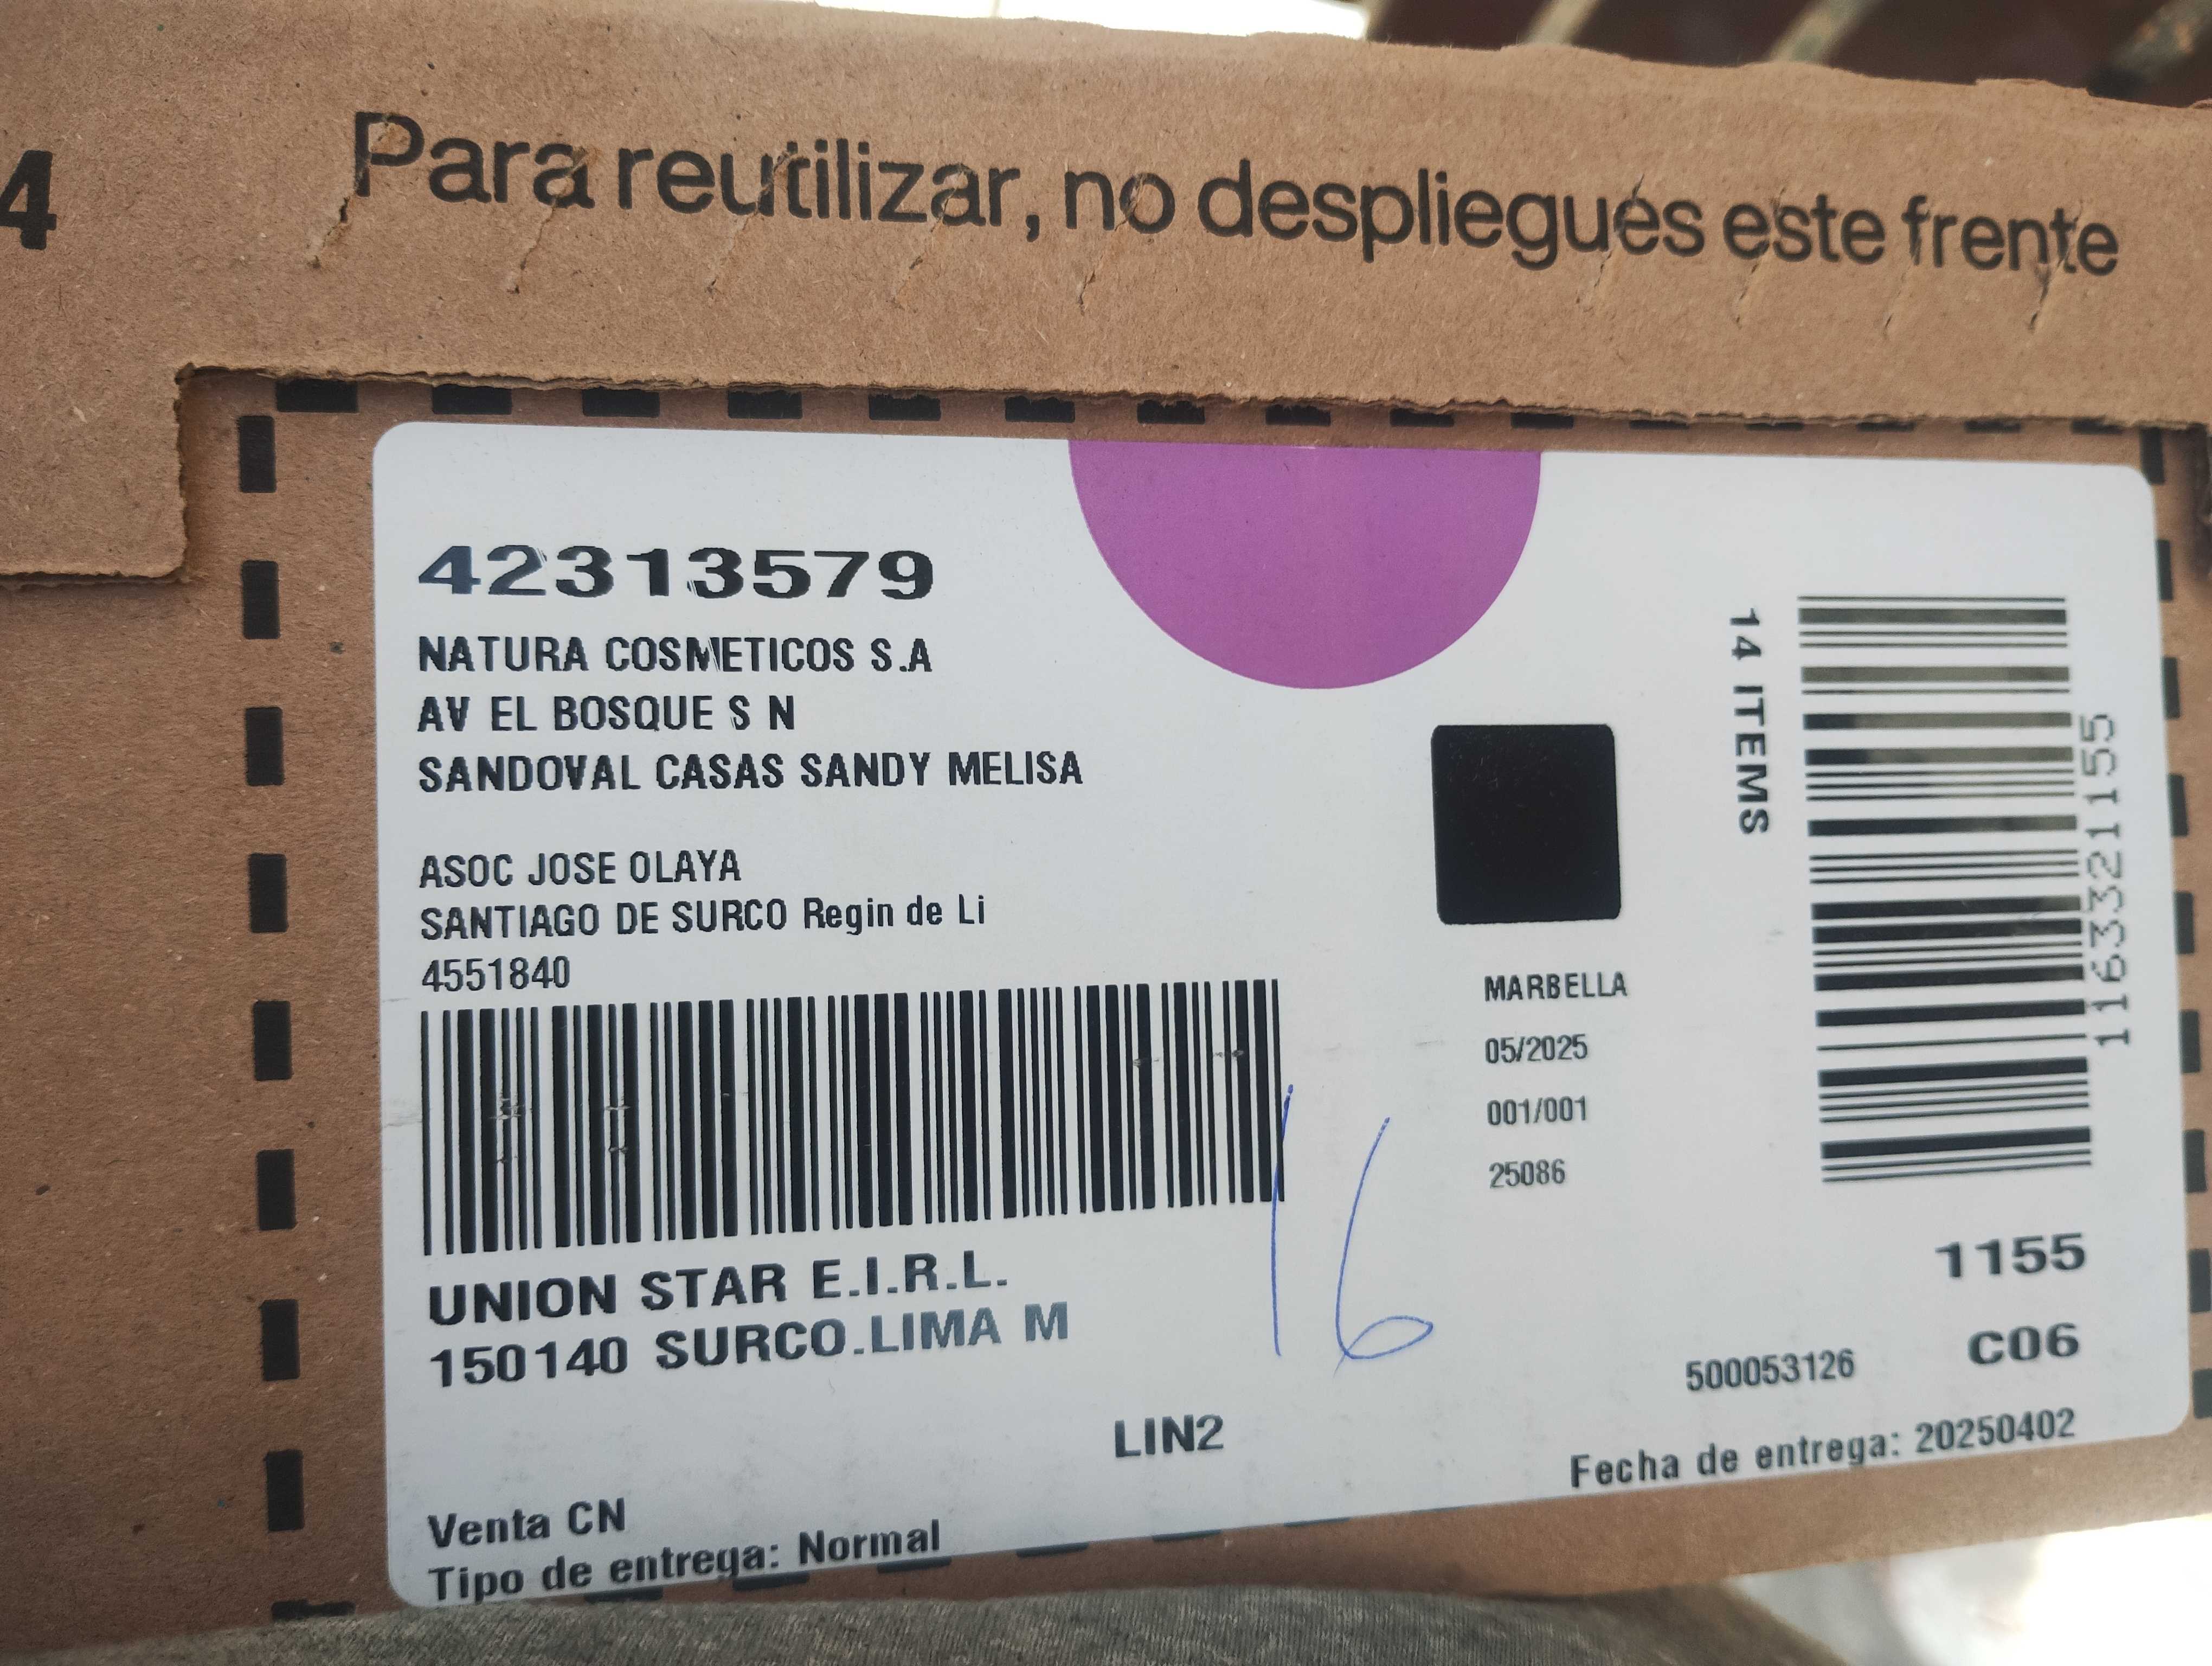 4
Para reutilizar, no despliegues este frente
42313579
NATURA COSMETICOS S.A
AV EL BOSQUE S N
SANDOVAL CASAS SANDY MELISA
ASOC JOSE OLAYA
SANTIAGO DE SURCO Regin de Li
4551840
UNION STAR E.I.R.L.
150140 SURCO.LIMA M
16
LIN2
Venta CN
Tipo de entrega: Normal
MARBELLA
05/2025
001/001
25086
14 ITEMS
1163321155
1155
C06
500053126
Fecha de entrega: 20250402